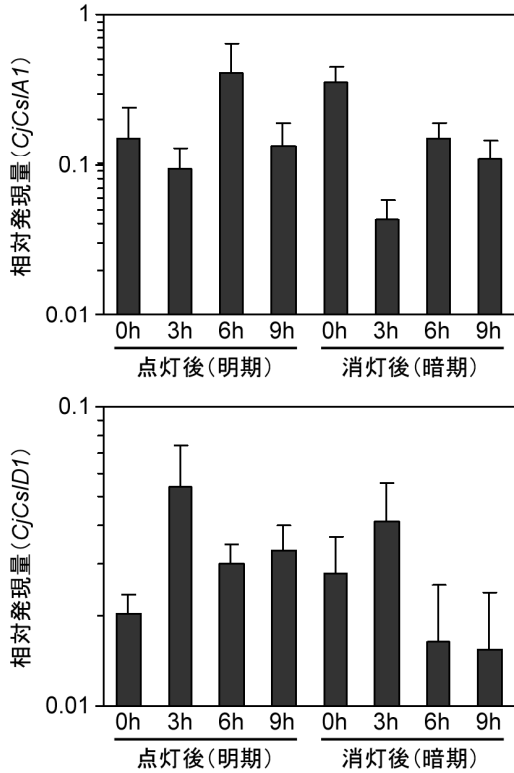 相対発現量(CjCslA1)
1
0.1
0.01
0h 3h 6h 9h 0h 3h 6h 9h
点灯後(明期) 消灯後(暗期)
相対発現量(CjCslD1)
0.1
0.01
0h 3h 6h 9h 0h 3h 6h 9h
点灯後(明期) 消灯後(暗期)